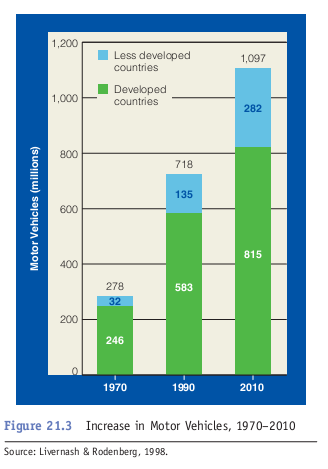 1,200
Less developed
countries
Developed
countries
1,097
1,000
282
800
718
135
Motor Vehicles (millions)
600
583
815
400
278
32
246
200
0
1970
1990
2010
Figure 21.3 Increase in Motor Vehicles, 1970–2010
Source: Livernash & Rodenberg, 1998.